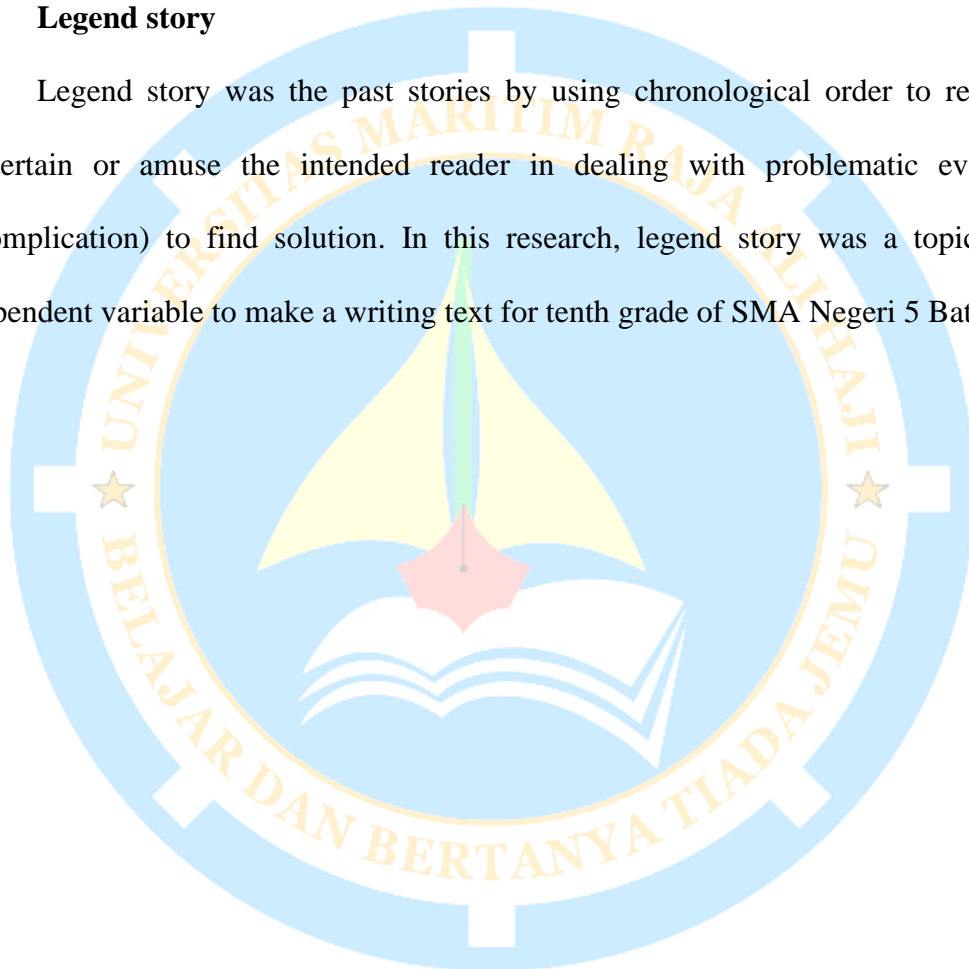 Legend story
Legend story was the past stories by using chronological order to re
ertain or amuse the intended reader in dealing with problematic ev
omplication) to find solution. In this research, legend story was a topic
pendent variable to make a writing text for tenth grade of SMA Negeri 5 Bat
UNIVERSITAS MARITIM RAJA ALI HAJI
BELAJAR DAN BERTANYA TIADA JEMU